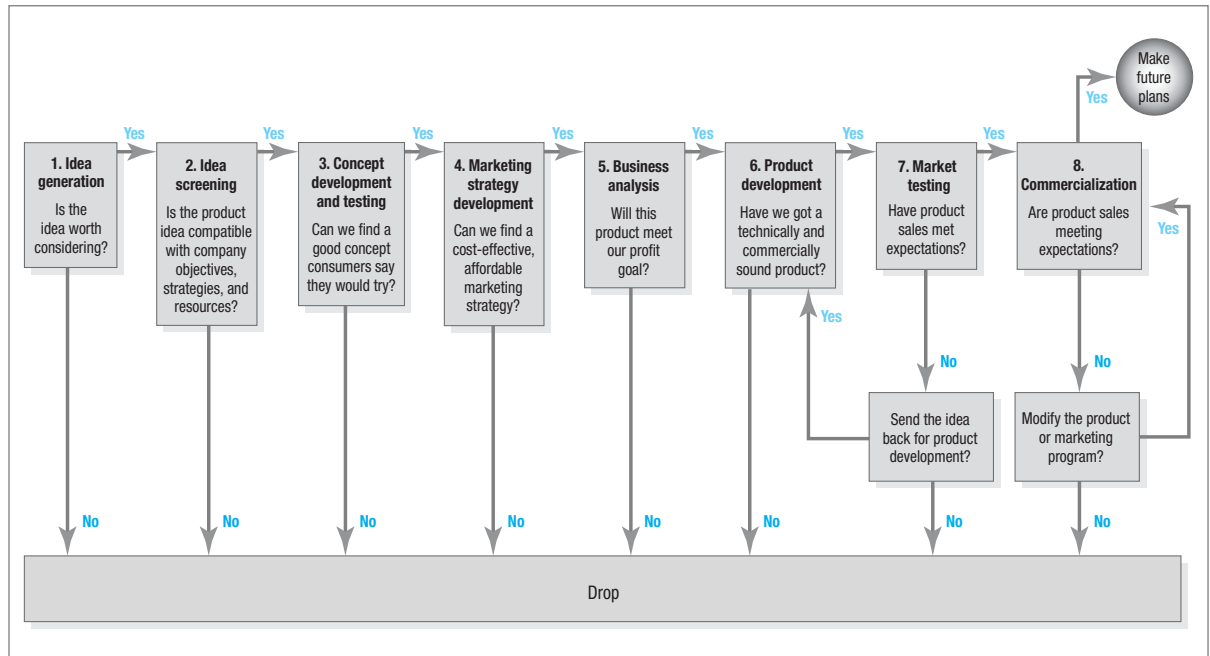 Make
future
plans
Yes
Yes
Yes
Yes
Yes
Yes
Yes
Yes
1. Idea
generation
Is the
idea worth
considering?
2. Idea
screening
Is the product
idea compatible
with company
objectives,
strategies, and
resources?
3. Concept
development
and testing
Can we find a
good concept
consumers say
they would try?
4. Marketing
strategy
development
Can we find a
cost-effective,
affordable
marketing
strategy?
5. Business
analysis
Will this
product meet
our profit
goal?
6. Product
development
Have we got a
technically and
commercially
sound product?
7. Market
testing
Have product
sales met
expectations?
8.
Commercialization
Are product sales
meeting
expectations?
Yes
Yes
No
No
Send the idea
back for product
development?
Modify the product
or marketing
program?
No
No
No
No
No
No
No
No
Drop